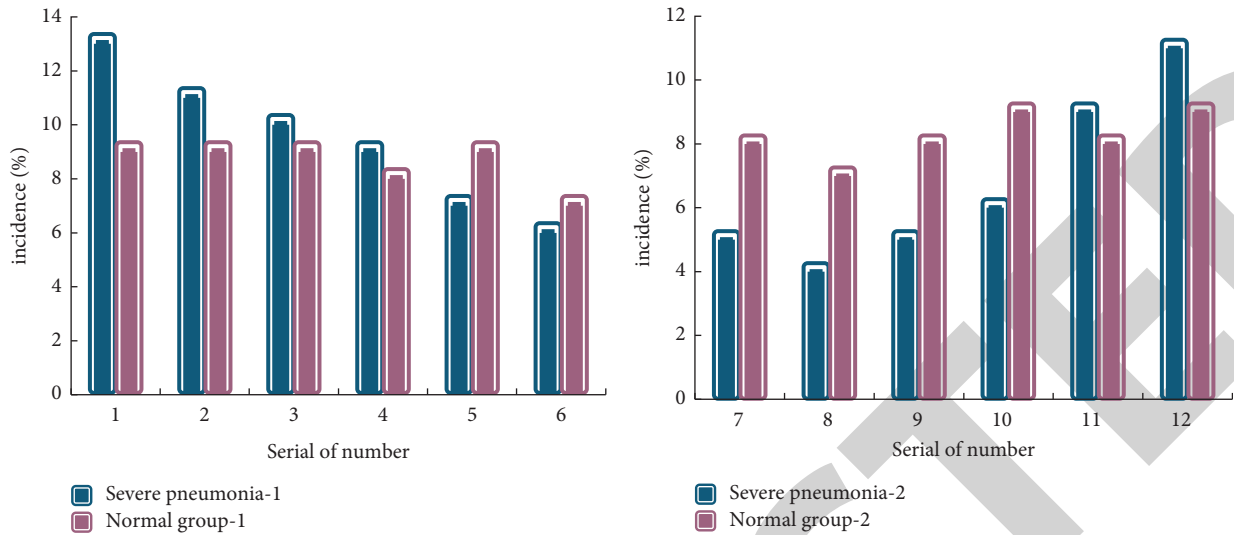 14
12
10
8
6
4
2
0
incidence (%)
1 2 3 4 5 6
Serial of number
Severe pneumonia-1
Normal group-1
12
10
8
6
4
2
0
incidence (%)
7 8 9 10 11 12
Serial of number
Severe pneumonia-2
Normal group-2